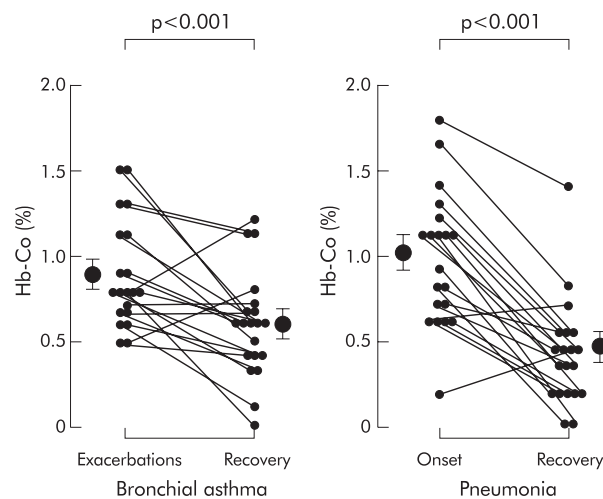 p<0.001
p<0.001
2.0
1.5
1.0
0.5
0
Hb-Co (%)
Exacerbations
Recovery
Bronchial asthma
2.0
1.5
1.0
0.5
0
Hb-Co (%)
Onset
Recovery
Pneumonia